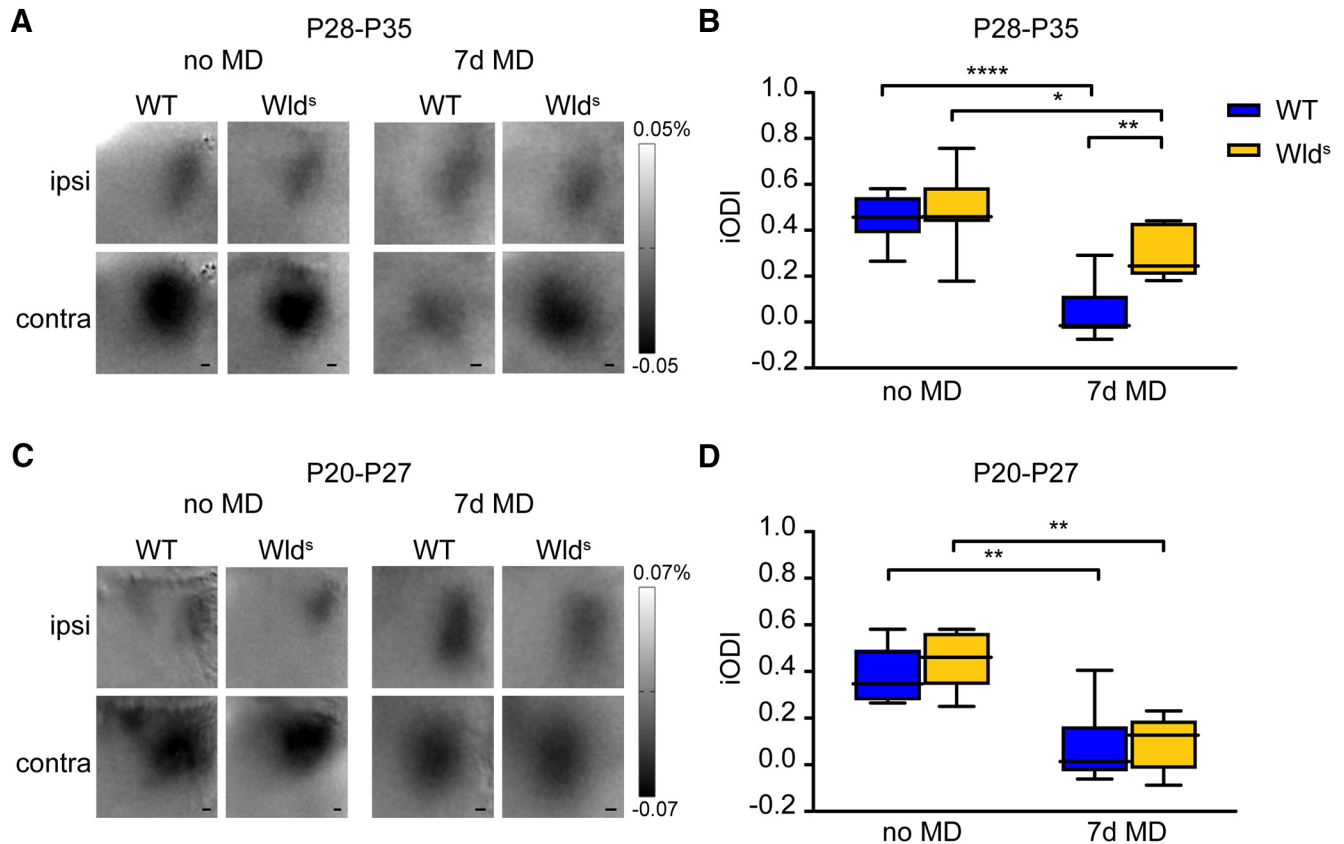 A
P28-P35
no MD 7d MD
WT Wldˢ WT Wldˢ
ipsi
contra
0.05%
-0.05
B
P28-P35
**** 
*
**
1.0
0.8
0.6
0.4
0.2
0.0
-0.2
iODI
no MD 7d MD
WT
Wldˢ
C
P20-P27
no MD 7d MD
WT Wldˢ WT Wldˢ
ipsi
contra
0.07%
-0.07
D
P20-P27
**
**
1.0
0.8
0.6
0.4
0.2
0.0
-0.2
iODI
no MD 7d MD